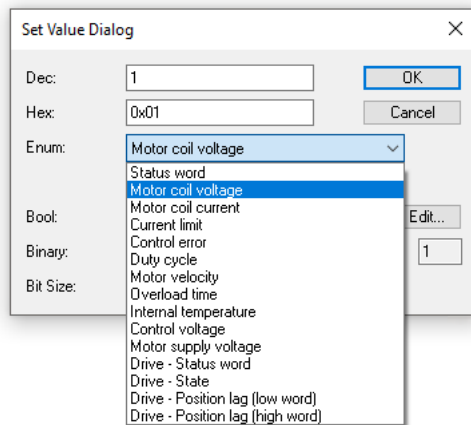 Set Value Dialog
Dec: 1 OK
Hex: 0x01 Cancel
Enum: Motor coil voltage
Status word
Motor coil voltage
Motor coil current
Bool: Current limit Edit...
Control error
Binary: Duty cycle 1
Motor velocity
Bit Size: Overload time
Internal temperature
Control voltage
Motor supply voltage
Drive - Status word
Drive - State
Drive - Position lag (low word)
Drive - Position lag (high word)